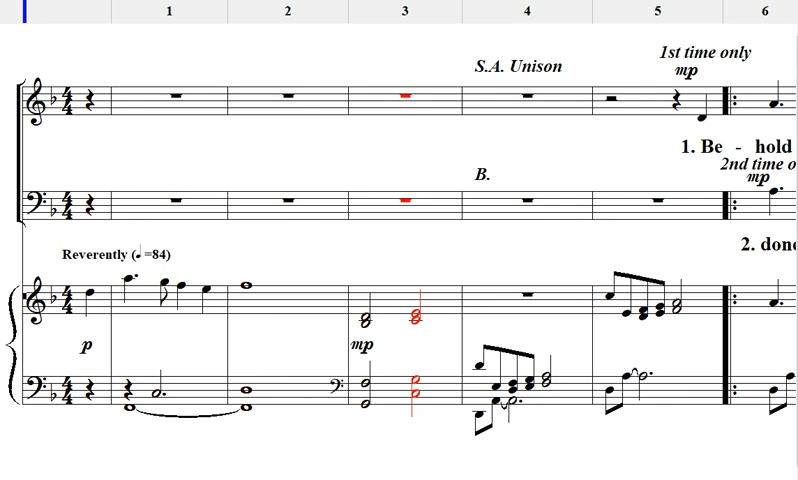 1 2 3 4 5 6
1st time only
S.A. Unison
mp
1. Be - hold
2nd time o
B.
mp
2. done
Reverently (♩=84)
p
mp